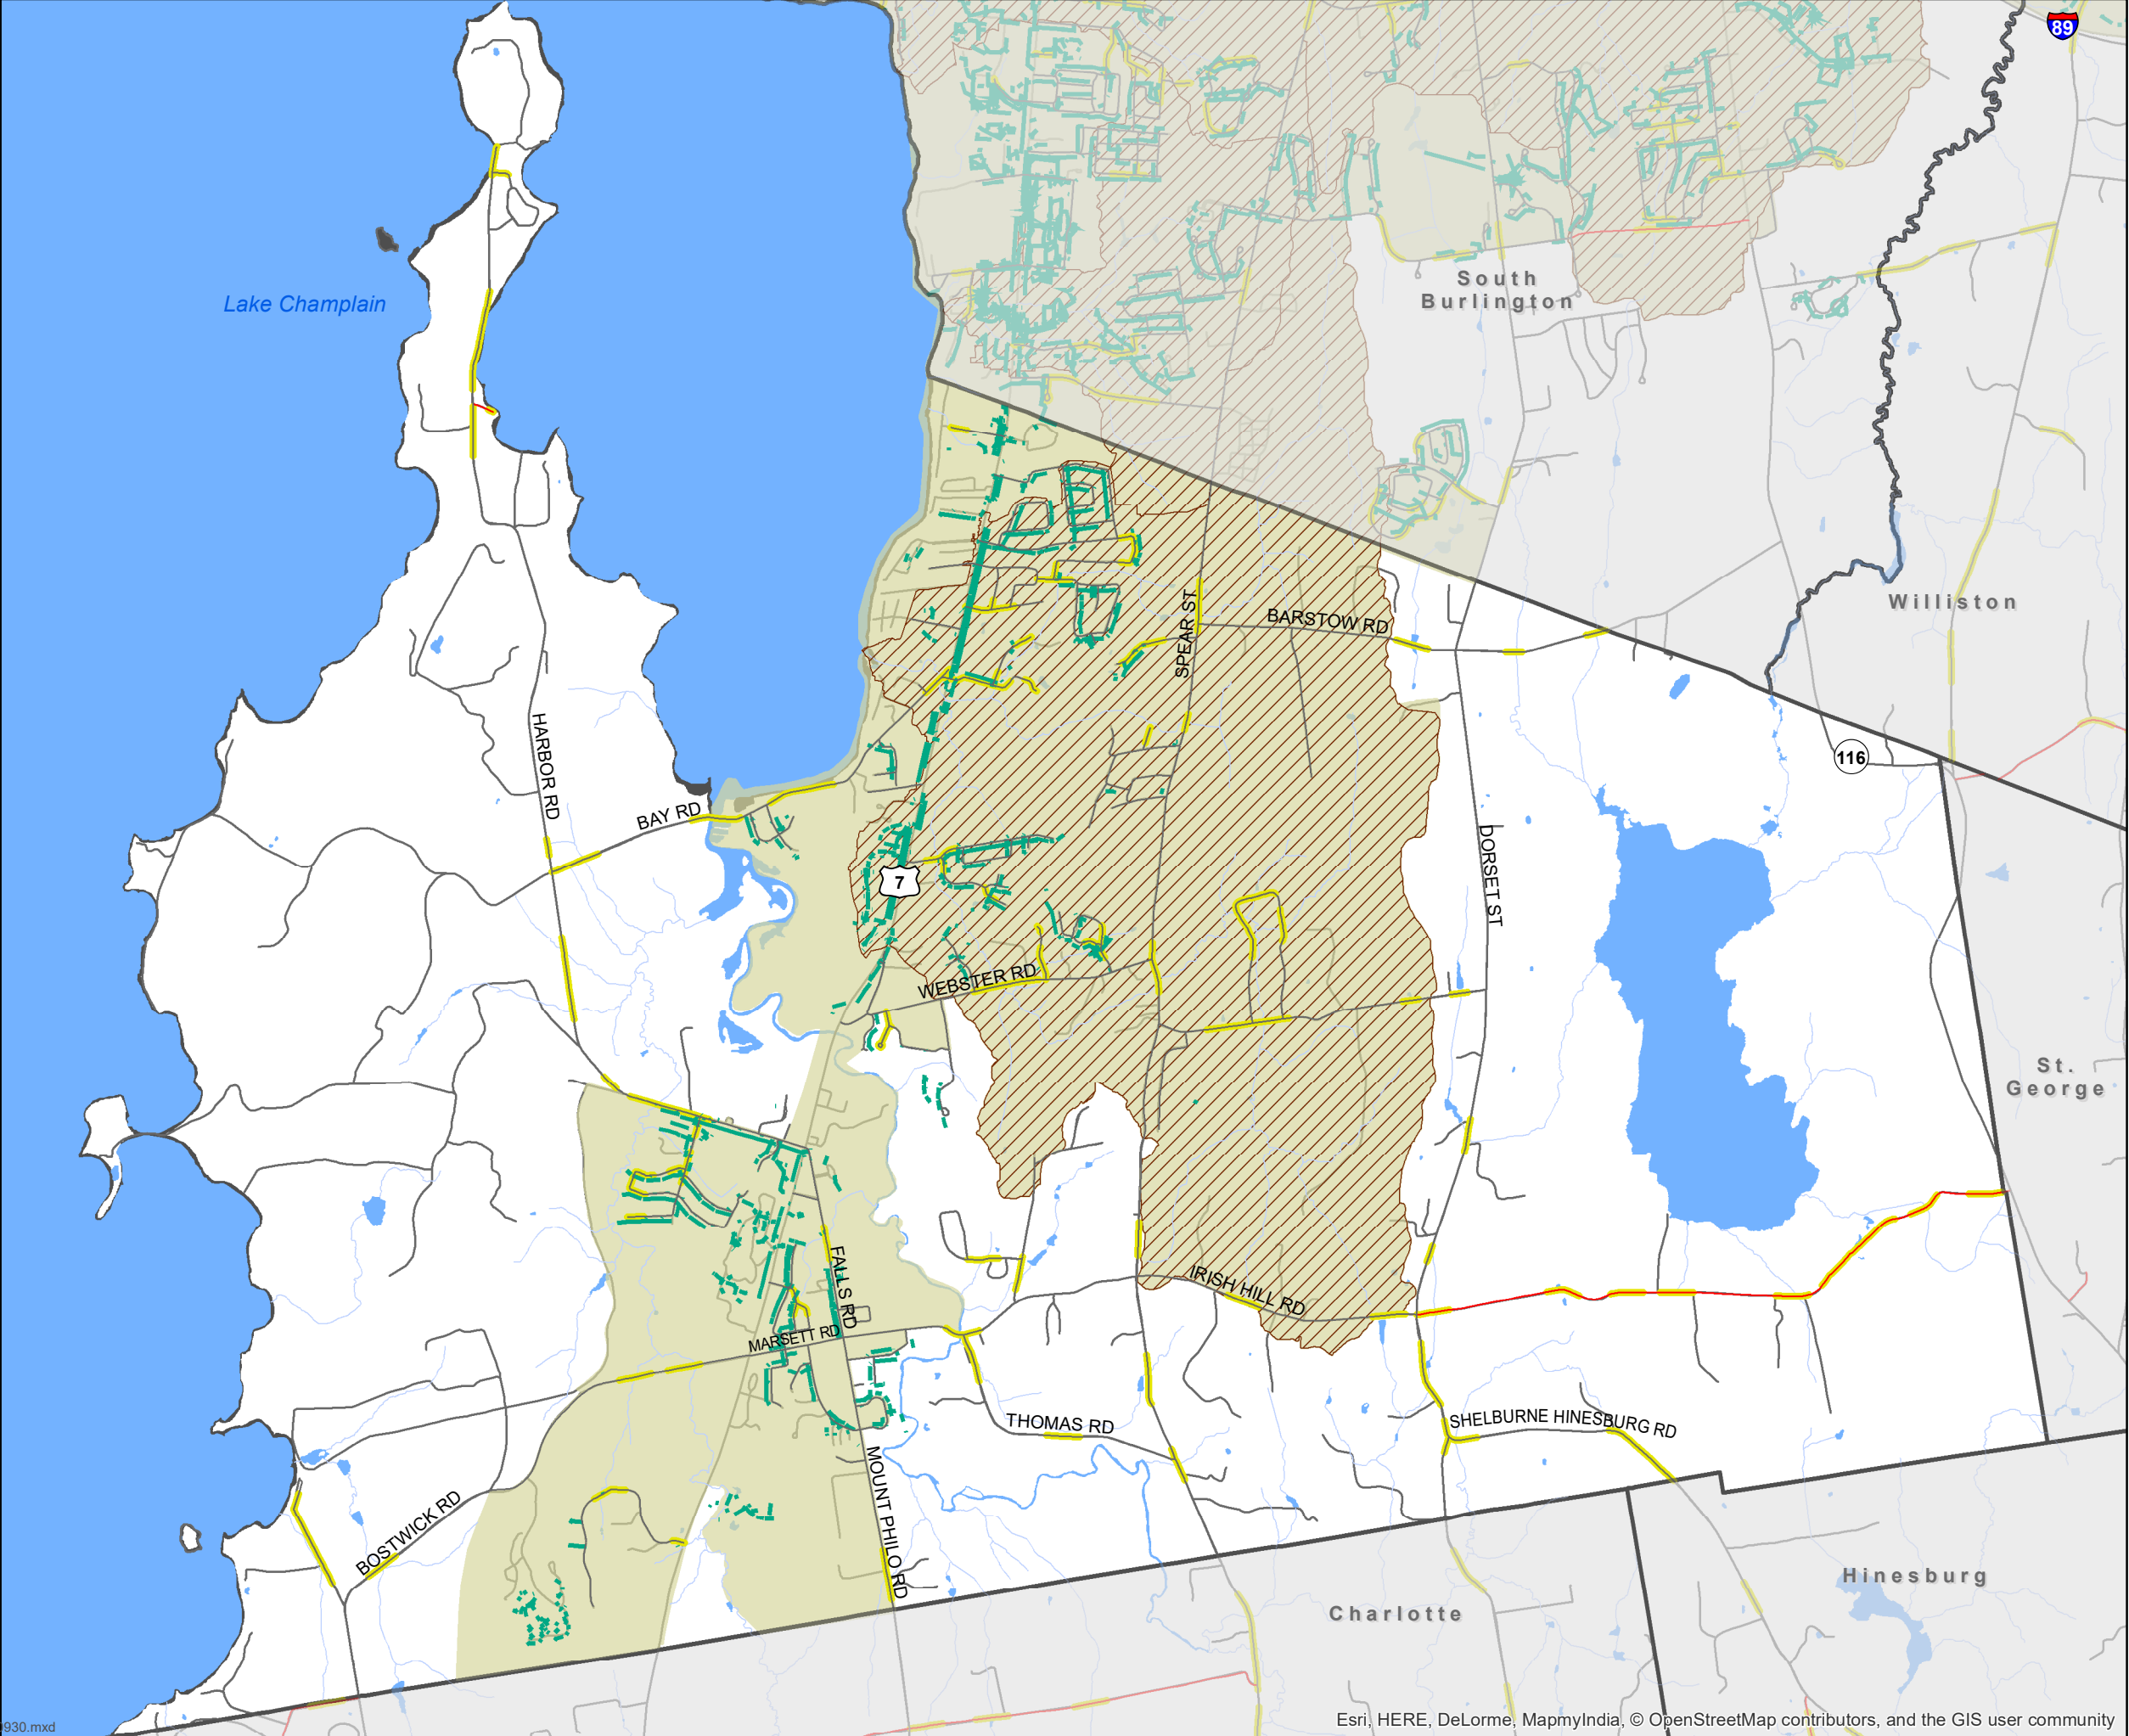 89
Lake Champlain
South
Burlington
Williston
BARSTOW RD
SPEAR ST
HARBOR RD
BAY RD
116
DORSET ST
7
WEBSTER RD
St.
George
FALLS RD
IRISH HILL RD
MARSETT RD
THOMAS RD
SHELBURNE HINESBURG RD
MOUNT PHILO RD
BOSTWICK RD
Hinesburg
Charlotte
930.mxd
Esri, HERE, DeLorme, MapmyIndia, © OpenStreetMap contributors, and the GIS user community